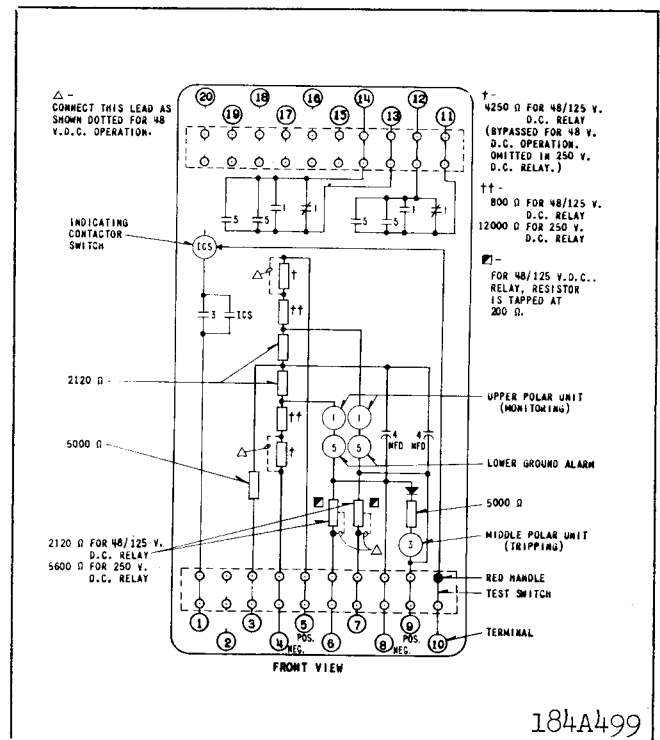 △ -
CONNECT THIS LEAD AS
SHOWN DOTTED FOR 48
V.D.C. OPERATION.
20
18
16
14
12
19
17
15
13
11
† -
4250 Ω FOR 48/125 V.
D.C. RELAY
(BYPASSED FOR 48 V.
D.C. OPERATION.
OMITTED IN 250 V.
D.C. RELAY.)
†† -
800 Ω FOR 48/125 V.
D.C. RELAY
12000 Ω FOR 250 V.
D.C. RELAY
◪ -
FOR 48/125 V.D.C..
RELAY, RESISTOR
IS TAPPED AT
200 Ω.
5
5
1
1
5
5
1
1
INDICATING
CONTACTOR
SWITCH
ICS
3
ICS
△
†
††
2120 Ω
††
△
†
5000 Ω
1
1
5
5
4
MFD
4
MFD
UPPER POLAR UNIT
(MONITORING)
LOWER GROUND ALARM
5000 Ω
3
MIDDLE POLAR UNIT
(TRIPPING)
◪
◪
△
2120 Ω FOR 48/125 V.
D.C. RELAY
5600 Ω FOR 250 V.
D.C. RELAY
RED HANDLE
TEST SWITCH
TERMINAL
1
3
5
POS.
7
9
POS.
2
4
NEG.
6
8
NEG.
10
FRONT VIEW
184A499